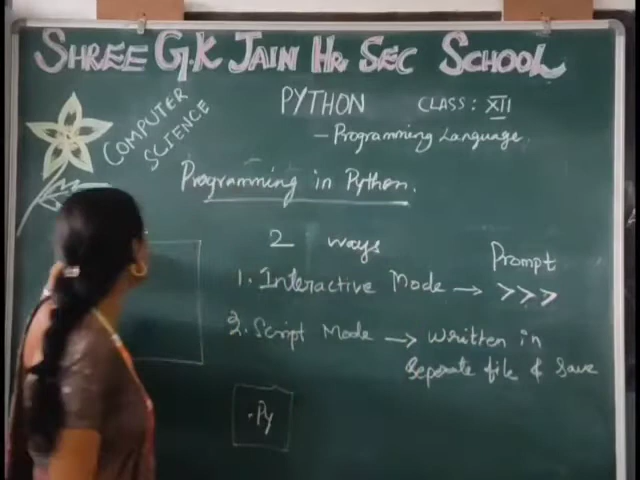 SHREE G.K JAIN HR SEC SCHOOL
COMPUTER
SCIENCE
PYTHON CLASS: XII
- Programming Language
Programming in Python.
2 ways
Prompt
1. Interactive Mode → >>>
2. Script Mode → written in
Seperate file & save
.Py